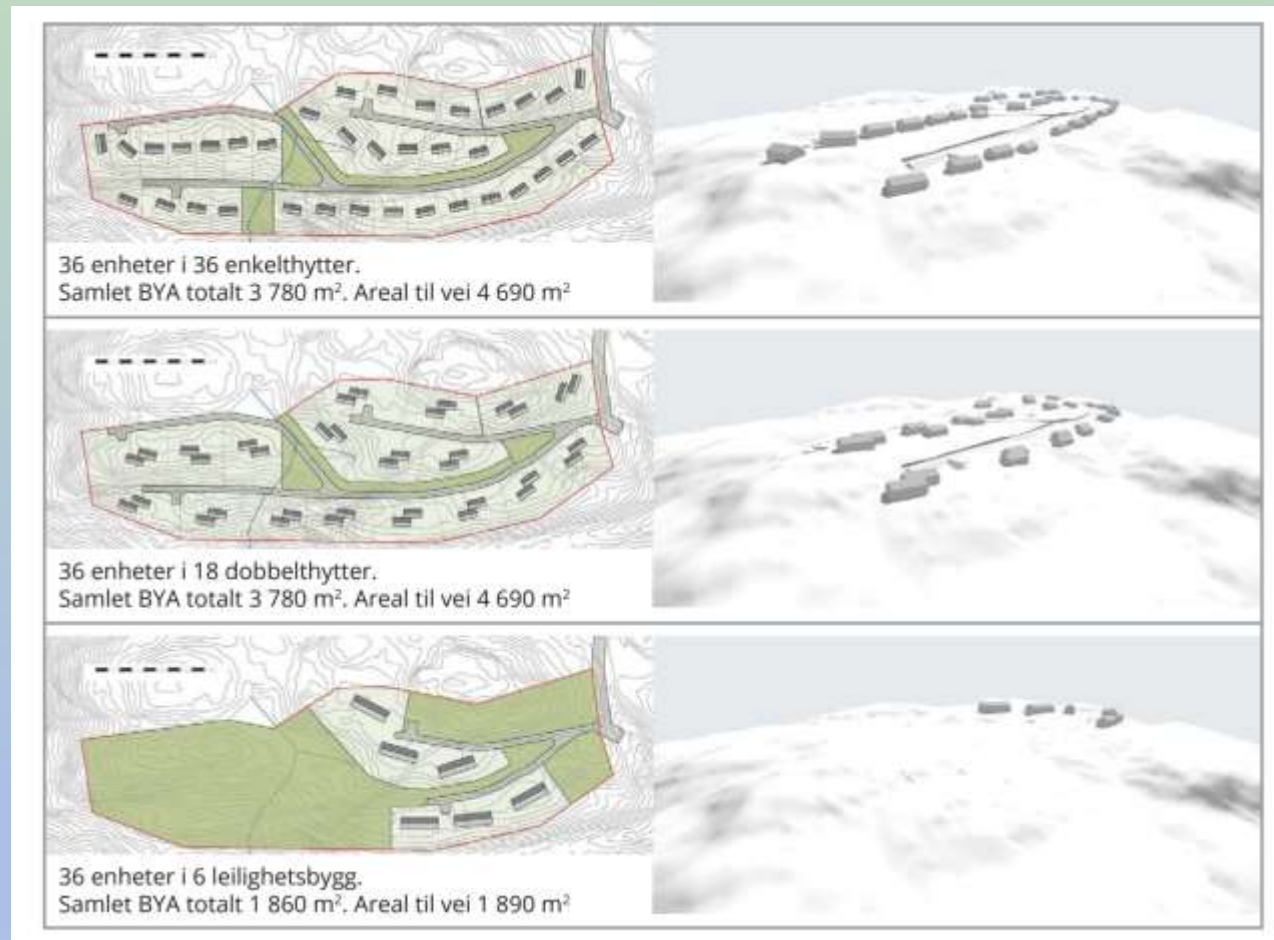 36 enheter i 36 enkelthytter.
Samlet BYA totalt 3 780 m². Areal til vei 4 690 m²
36 enheter i 18 dobbelthytter.
Samlet BYA totalt 3 780 m². Areal til vei 4 690 m²
36 enheter i 6 leilighetsbygg.
Samlet BYA totalt 1 860 m². Areal til vei 1 890 m²